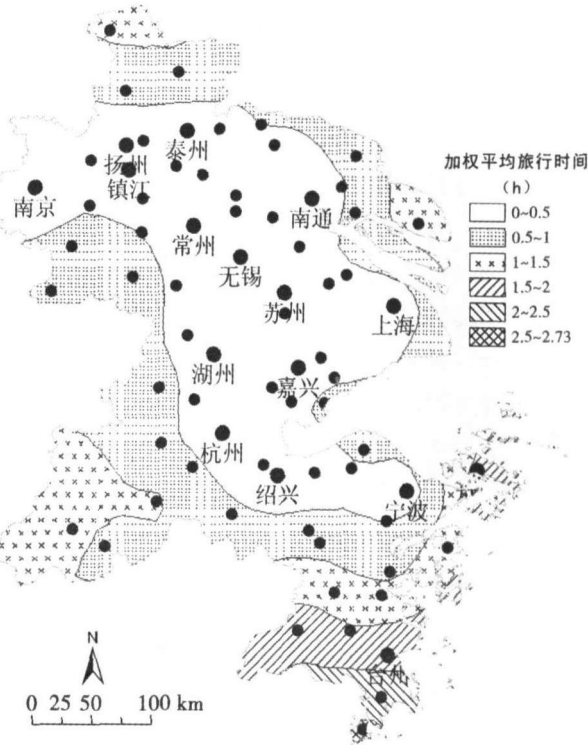 泰州
扬州
镇江
南京
南通
常州
无锡
苏州
上海
湖州
嘉兴
杭州
绍兴
宁波
台州
加权平均旅行时间
(h)
0~0.5
0.5~1
1~1.5
1.5~2
2~2.5
2.5~2.73
N
0 25 50 100 km